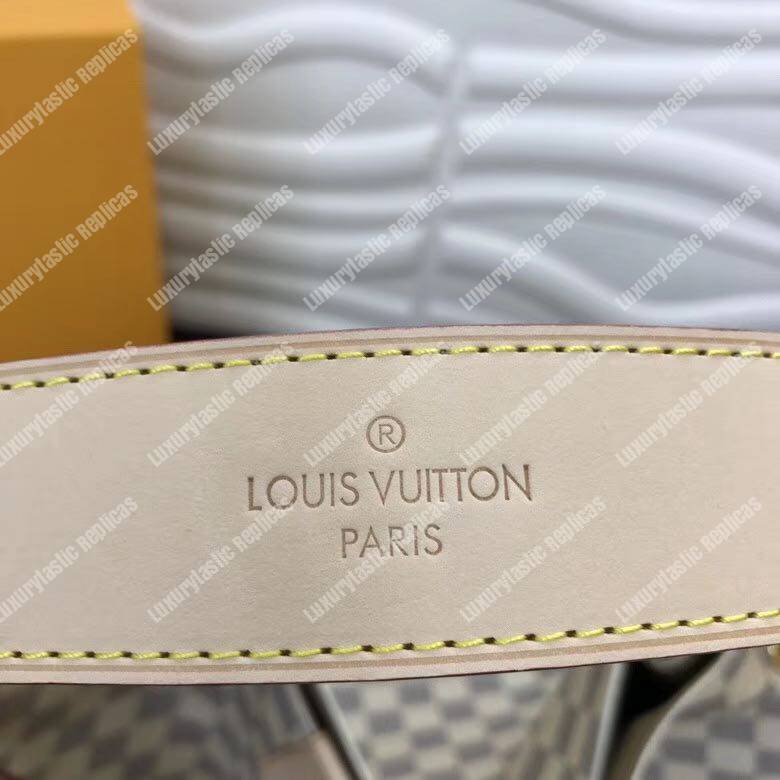 Luxurytastic Replicas
®
LOUIS VUITTON
PARIS